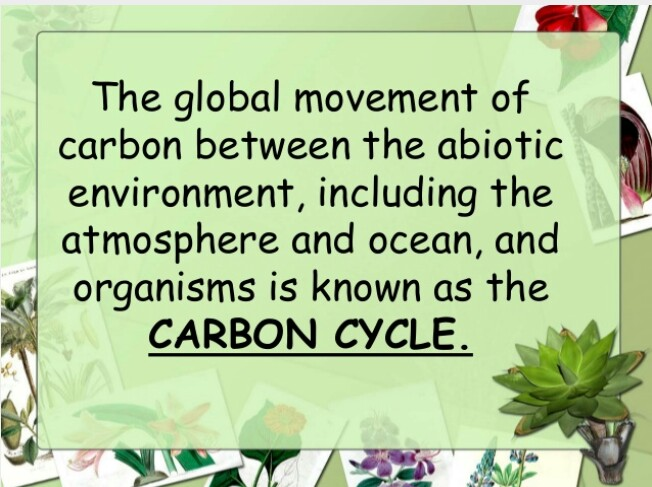 The global movement of
carbon between the abiotic
environment, including the
atmosphere and ocean, and
organisms is known as the
CARBON CYCLE.